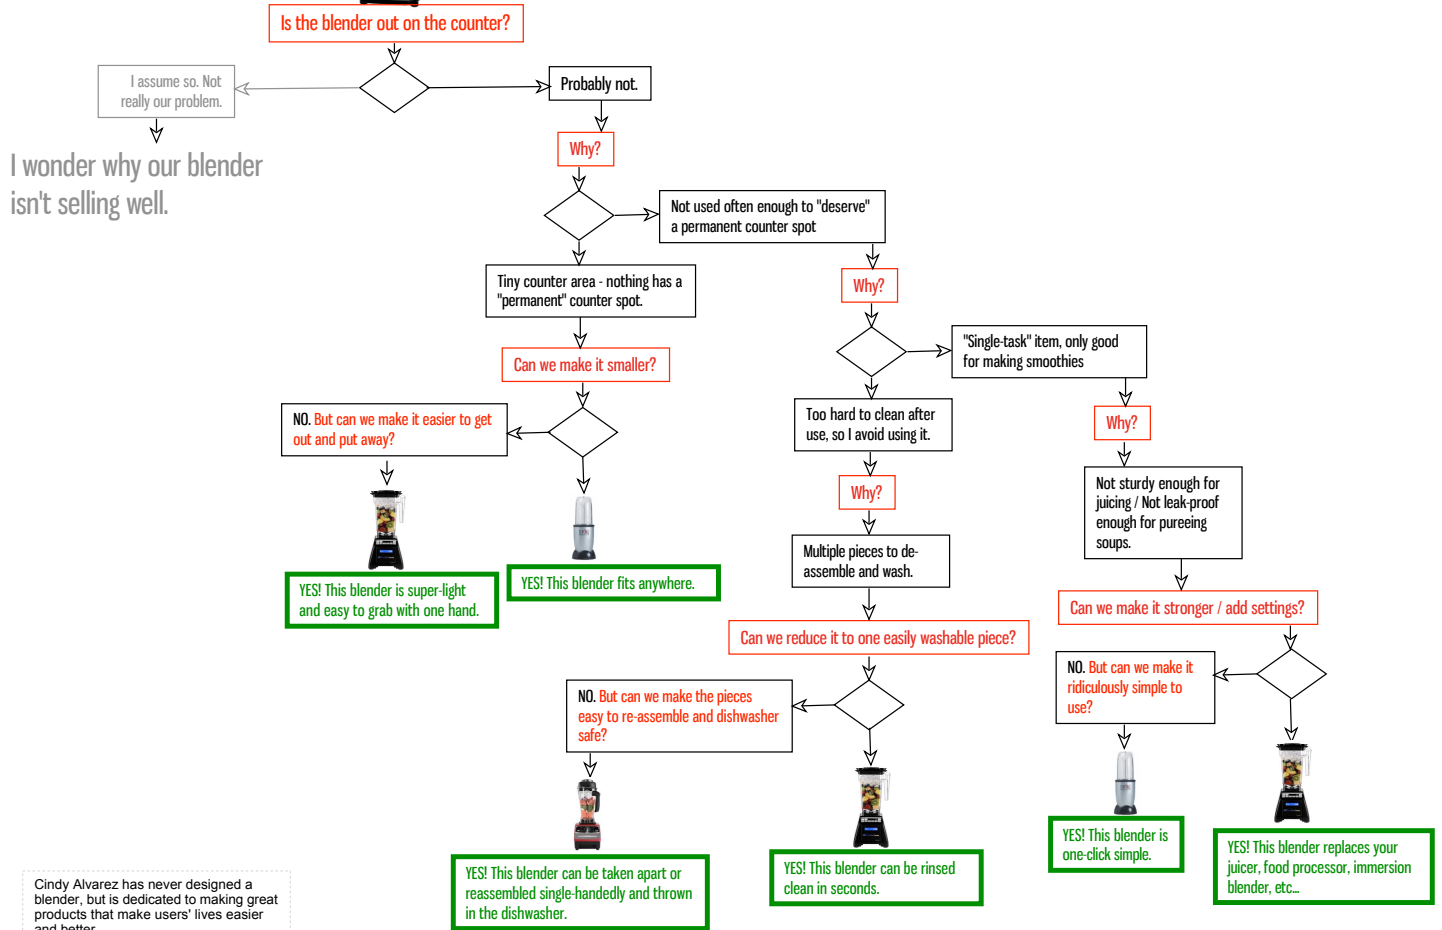 Is the blender out on the counter?
I assume so. Not
really our problem.
Probably not.
I wonder why our blender
isn't selling well.
Why?
Not used often enough to "deserve"
a permanent counter spot
Tiny counter area - nothing has a
"permanent" counter spot.
Why?
Can we make it smaller?
"Single-task" item, only good
for making smoothies
NO. But can we make it easier to get
out and put away?
Too hard to clean after
use, so I avoid using it.
Why?
Why?
Not sturdy enough for
juicing / Not leak-proof
enough for pureeing
soups.
Multiple pieces to de-
assemble and wash.
YES! This blender is super-light
and easy to grab with one hand.
YES! This blender fits anywhere.
Can we make it stronger / add settings?
Can we reduce it to one easily washable piece?
NO. But can we make the pieces
easy to re-assemble and dishwasher
safe?
NO. But can we make it
ridiculously simple to
use?
YES! This blender can be taken apart or
reassembled single-handedly and thrown
in the dishwasher.
YES! This blender can be rinsed
clean in seconds.
YES! This blender is
one-click simple.
YES! This blender replaces your
juicer, food processor, immersion
blender, etc...
Cindy Alvarez has never designed a
blender, but is dedicated to making great
products that make users' lives easier
and better